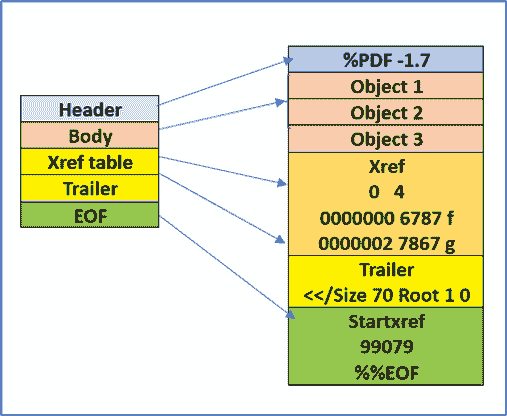 Header
Body
Xref table
Trailer
EOF
%PDF -1.7
Object 1
Object 2
Object 3
Xref
0 4
0000000 6787 f
0000002 7867 g
Trailer
<</Size 70 Root 1 0
Startxref
99079
%%EOF